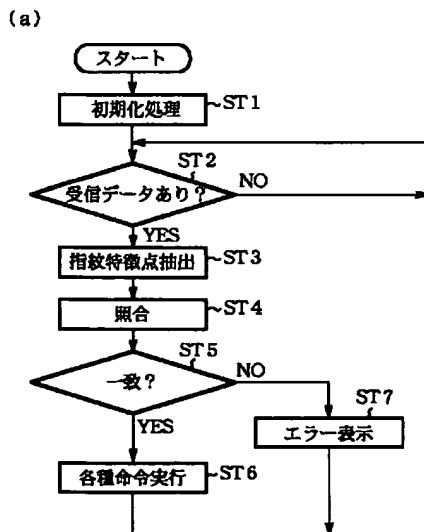 (a)
スタート
初期化処理
ST1
ST2
受信データあり?
NO
YES
指紋特徴点抽出
ST3
照合
ST4
ST5
一致?
NO
YES
ST7
エラー表示
各種命令実行
ST6